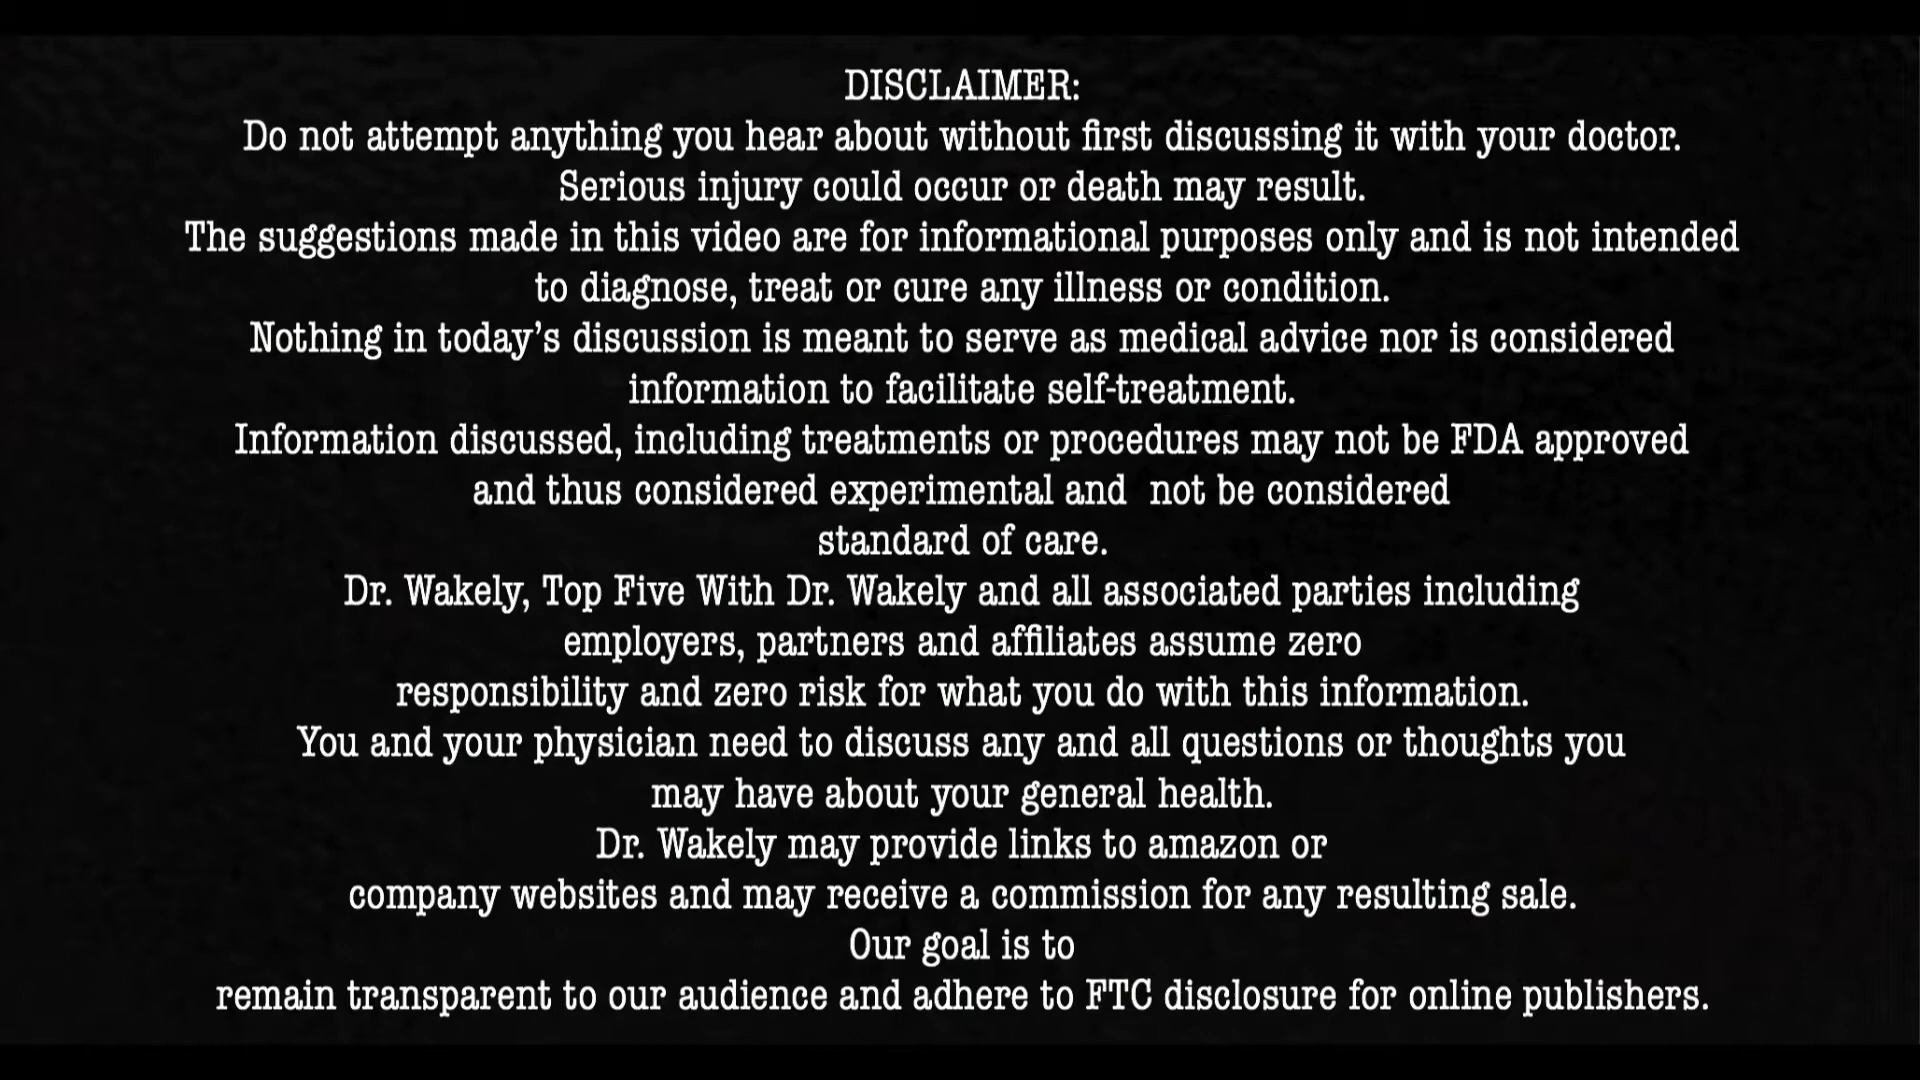 DISCLAIMER:
Do not attempt anything you hear about without first discussing it with your doctor.
Serious injury could occur or death may result.
The suggestions made in this video are for informational purposes only and is not intended
to diagnose, treat or cure any illness or condition.
Nothing in today’s discussion is meant to serve as medical advice nor is considered
information to facilitate self-treatment.
Information discussed, including treatments or procedures may not be FDA approved
and thus considered experimental and  not be considered
standard of care.
Dr. Wakely, Top Five With Dr. Wakely and all associated parties including
employers, partners and affiliates assume zero
responsibility and zero risk for what you do with this information.
You and your physician need to discuss any and all questions or thoughts you
may have about your general health.
Dr. Wakely may provide links to amazon or
company websites and may receive a commission for any resulting sale.
Our goal is to
remain transparent to our audience and adhere to FTC disclosure for online publishers.